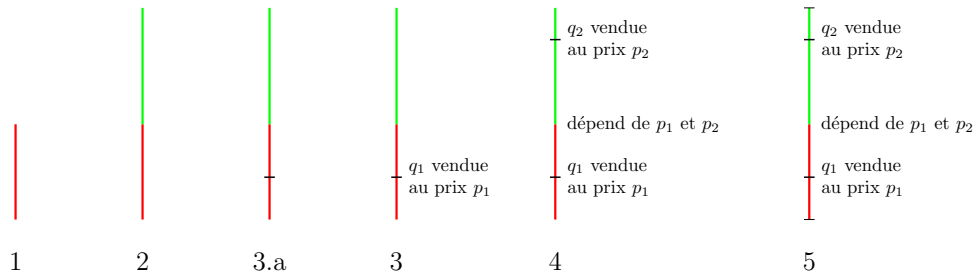 q₂ vendue
au prix p₂
q₂ vendue
au prix p₂
dépend de p₁ et p₂
dépend de p₁ et p₂
q₁ vendue
au prix p₁
q₁ vendue
au prix p₁
q₁ vendue
au prix p₁
1
2
3.a
3
4
5